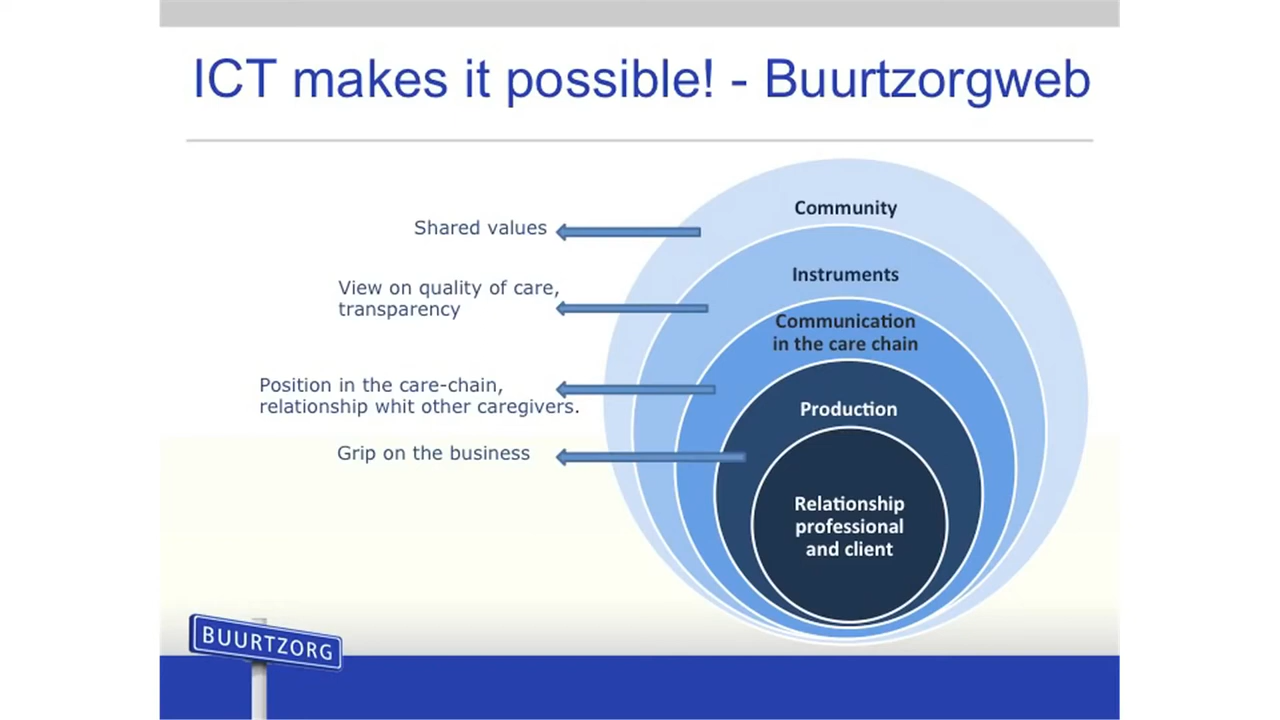 ICT makes it possible! - Buurtzorgweb
Community
Shared values
Instruments
View on quality of care,
transparency
Communication
in the care chain
Position in the care-chain,
relationship whit other caregivers.
Production
Grip on the business
Relationship
professional
and client
BUURTZORG